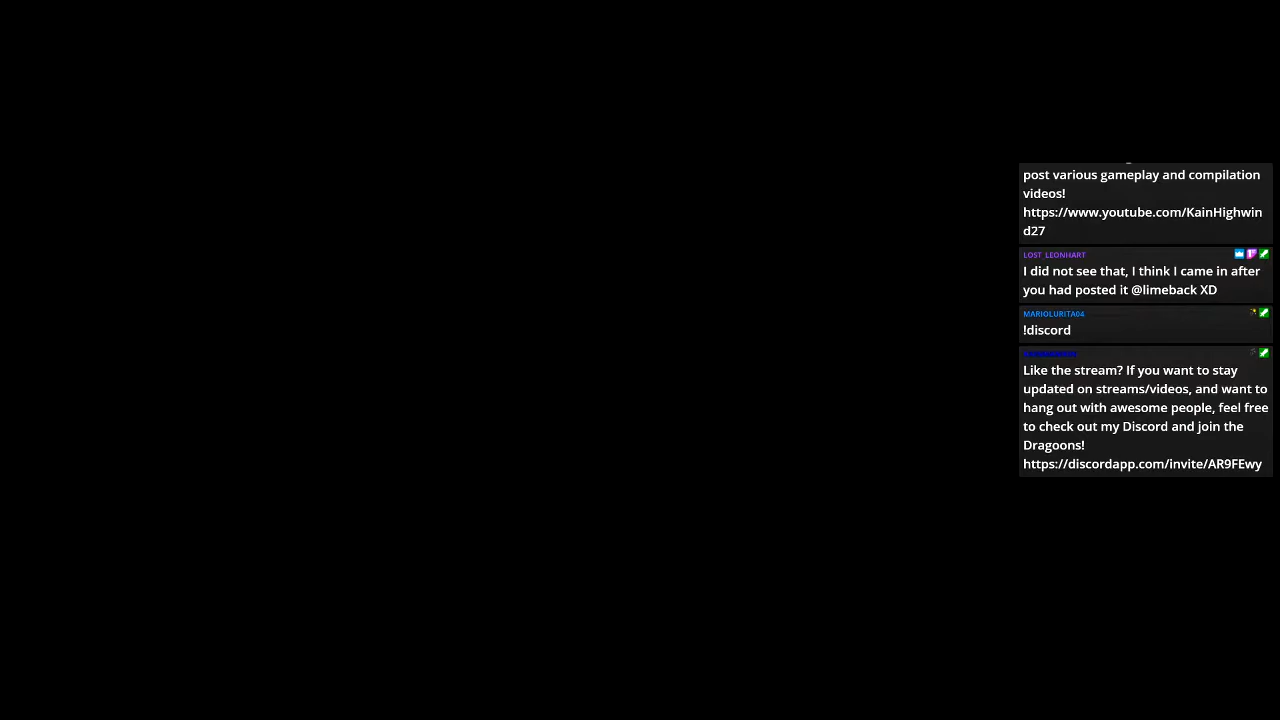 post various gameplay and compilation
videos!
https://www.youtube.com/KainHighwin
d27
LOST_LEONHART
I did not see that, I think I came in after
you had posted it @limeback XD
MARIOLURITA04
!discord
Like the stream? If you want to stay
updated on streams/videos, and want to
hang out with awesome people, feel free
to check out my Discord and join the
Dragoons!
https://discordapp.com/invite/AR9FEwy